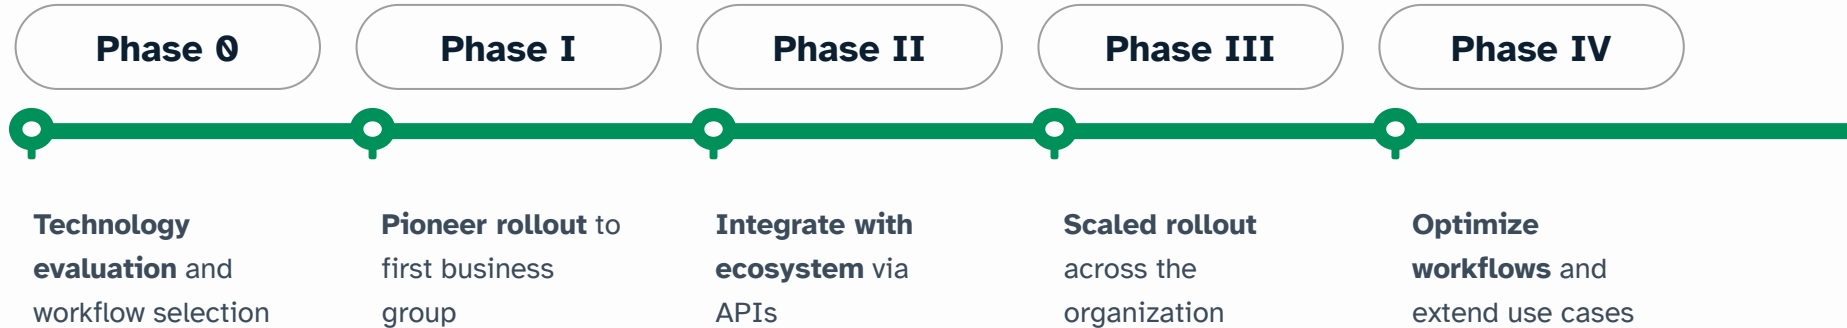 Phase 0
Phase I
Phase II
Phase III
Phase IV
Technology
evaluation and
workflow selection
Pioneer rollout to
first business
group
Integrate with
ecosystem via
APIs
Scaled rollout
across the
organization
Optimize
workflows and
extend use cases